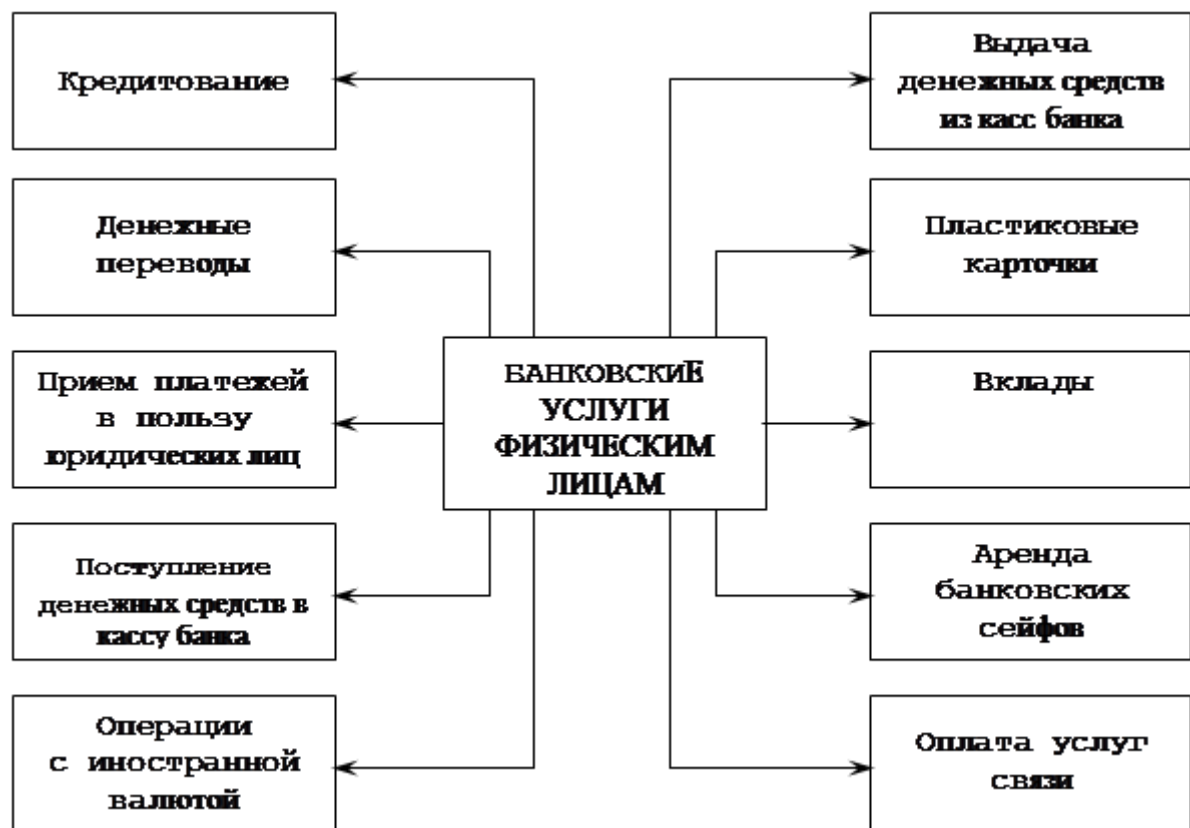 Кредитование
Денежные
переводы
Прием платежей
в пользу
юридических лиц
Поступление
денежных средств в
кассу банка
Операции
с иностранной
валютой
БАНКОВСКИЕ
УСЛУГИ
ФИЗИЧЕСКИМ
ЛИЦАМ
Выдача
денежных средств
из касс банка
Пластиковые
карточки
Вклады
Аренда
банковских
сейфов
Оплата услуг
связи